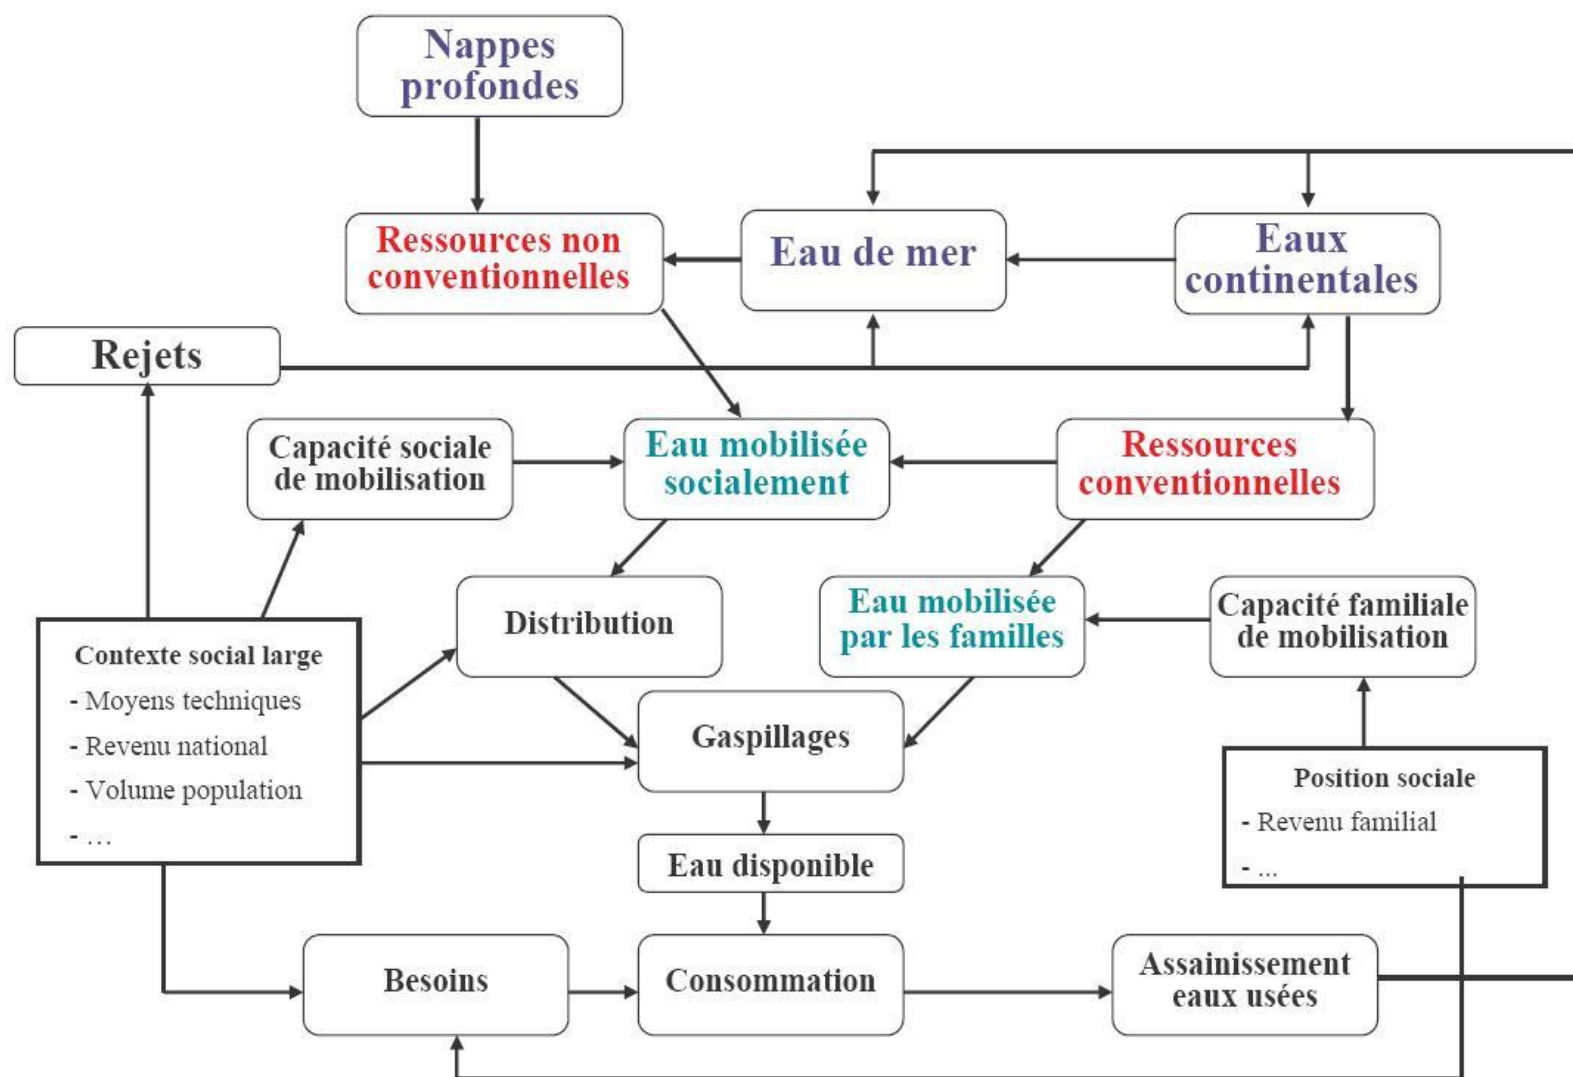 Nappes
profondes
Ressources non
conventionnelles
Eau de mer
Eaux
continentales
Rejets
Capacité sociale
de mobilisation
Eau mobilisée
socialement
Ressources
conventionnelles
Distribution
Eau mobilisée
par les familles
Capacité familiale
de mobilisation
Contexte social large
- Moyens techniques
- Revenu national
- Volume population
- …
Gaspillages
Position sociale
- Revenu familial
- ...
Eau disponible
Besoins
Consommation
Assainissement
eaux usées